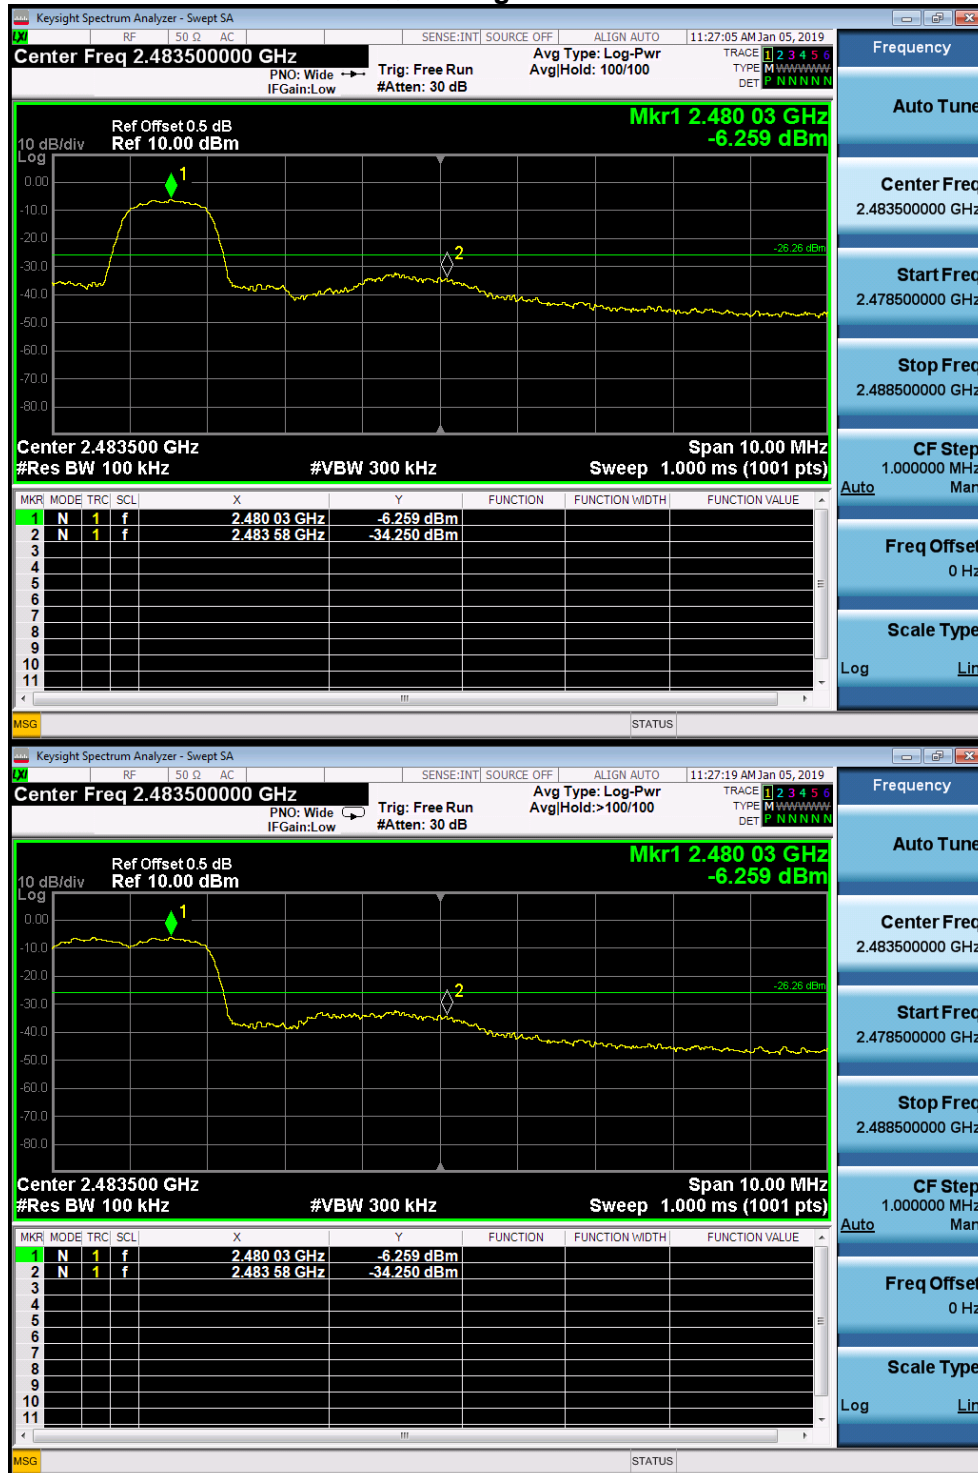 Keysight Spectrum Analyzer - Swept SA
LXI RF 50 Ω AC SENSE:INT SOURCE OFF ALIGN AUTO 11:27:05 AM Jan 05, 2019
Center Freq 2.483500000 GHz
PNO: Wide
IFGain:Low
Trig: Free Run
#Atten: 30 dB
Avg Type: Log-Pwr
Avg|Hold: 100/100
TRACE 1 2 3 4 5 6
TYPE M WWWWW
DET P N N N N N
Frequency
Auto Tune
Mkr1 2.480 03 GHz
-6.259 dBm
Ref Offset 0.5 dB
10 dB/div Ref 10.00 dBm
Log
1
0.00
-10.0
-20.0
-26.26 dBm
2
-30.0
-40.0
-50.0
-60.0
-70.0
-80.0
Center 2.483500 GHz Span 10.00 MHz
#Res BW 100 kHz #VBW 300 kHz Sweep 1.000 ms (1001 pts)
Center Freq
2.483500000 GHz
Start Freq
2.478500000 GHz
Stop Freq
2.488500000 GHz
CF Step
1.000000 MHz
Auto Man
Freq Offset
0 Hz
Scale Type
Log Lin
MKR MODE TRC SCL X Y FUNCTION FUNCTION WIDTH FUNCTION VALUE
1 N 1 f 2.480 03 GHz -6.259 dBm
2 N 1 f 2.483 58 GHz -34.250 dBm
3
4
5
6
7
8
9
10
11
MSG STATUS
Keysight Spectrum Analyzer - Swept SA
LXI RF 50 Ω AC SENSE:INT SOURCE OFF ALIGN AUTO 11:27:19 AM Jan 05, 2019
Center Freq 2.483500000 GHz
PNO: Wide
IFGain:Low
Trig: Free Run
#Atten: 30 dB
Avg Type: Log-Pwr
Avg|Hold:>100/100
TRACE 1 2 3 4 5 6
TYPE M WWWWW
DET P N N N N N
Frequency
Auto Tune
Mkr1 2.480 03 GHz
-6.259 dBm
Ref Offset 0.5 dB
10 dB/div Ref 10.00 dBm
Log
1
0.00
-10.0
-20.0
-26.26 dBm
2
-30.0
-40.0
-50.0
-60.0
-70.0
-80.0
Center 2.483500 GHz Span 10.00 MHz
#Res BW 100 kHz #VBW 300 kHz Sweep 1.000 ms (1001 pts)
Center Freq
2.483500000 GHz
Start Freq
2.478500000 GHz
Stop Freq
2.488500000 GHz
CF Step
1.000000 MHz
Auto Man
Freq Offset
0 Hz
Scale Type
Log Lin
MKR MODE TRC SCL X Y FUNCTION FUNCTION WIDTH FUNCTION VALUE
1 N 1 f 2.480 03 GHz -6.259 dBm
2 N 1 f 2.483 58 GHz -34.250 dBm
3
4
5
6
7
8
9
10
11
MSG STATUS